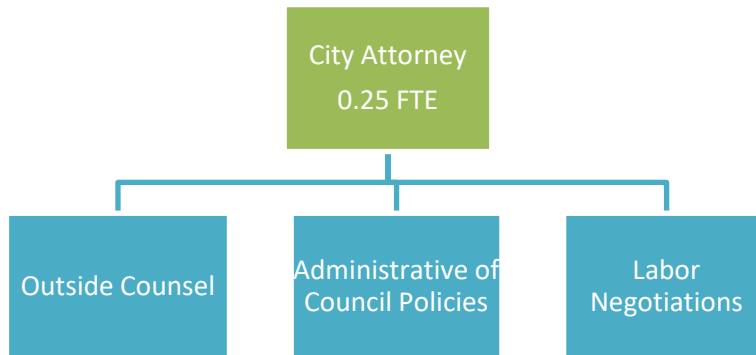 City Attorney
0.25 FTE
Outside Counsel
Administrative of
Council Policies
Labor
Negotiations